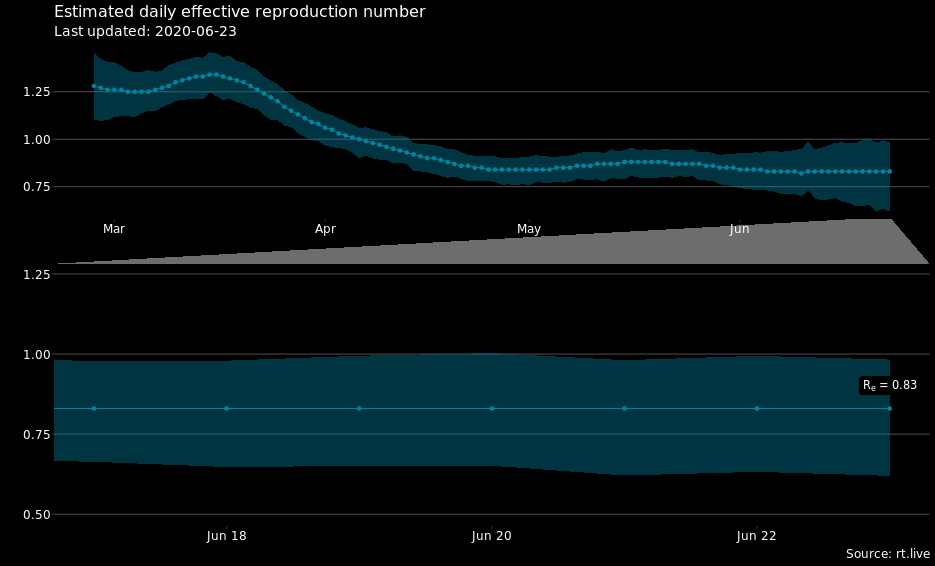 Estimated daily effective reproduction number
Last updated: 2020-06-23
1.25
1.00
0.75
Mar Apr May Jun
1.25
1.00
Re = 0.83
0.75
0.50
Jun 18 Jun 20 Jun 22
Source: rt.live